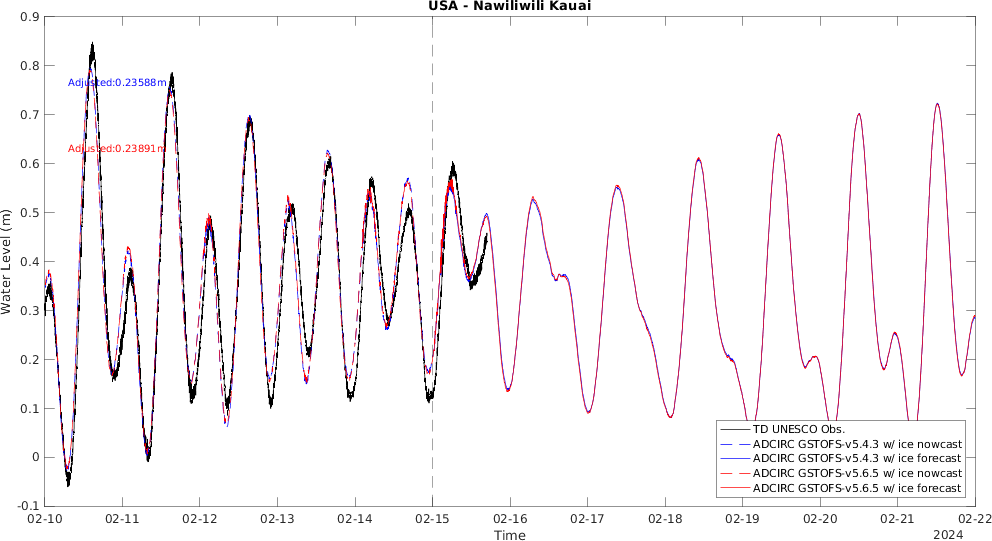 USA - Nawiliwili Kauai
0.9
0.8
0.7
0.6
0.5
0.4
0.3
0.2
0.1
0
-0.1
Water Level (m)
Adjusted:0.23588m
Adjusted:0.23891m
TD UNESCO Obs.
ADCIRC GSTOFS-v5.4.3 w/ ice nowcast
ADCIRC GSTOFS-v5.4.3 w/ ice forecast
ADCIRC GSTOFS-v5.6.5 w/ ice nowcast
ADCIRC GSTOFS-v5.6.5 w/ ice forecast
02-10 02-11 02-12 02-13 02-14 02-15 02-16 02-17 02-18 02-19 02-20 02-21 02-22
Time
2024